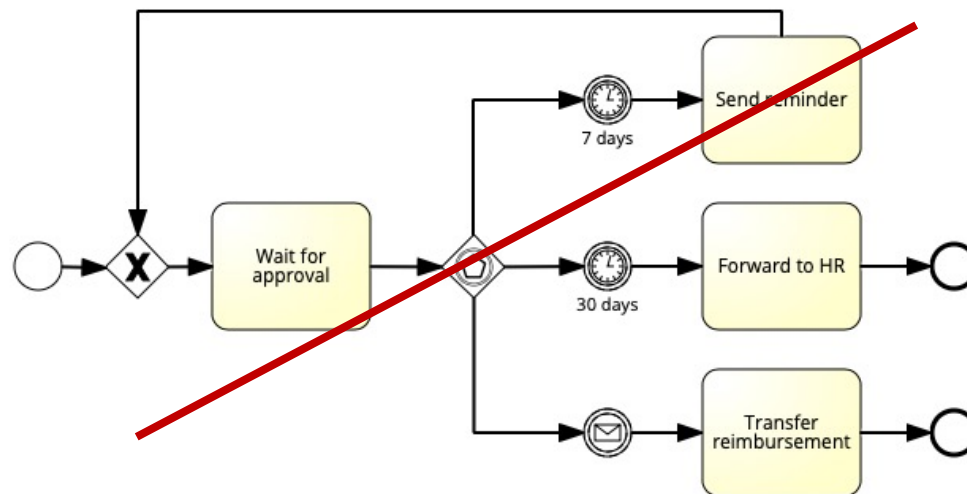 Send reminder
7 days
Wait for
approval
Forward to HR
30 days
Transfer
reimbursement